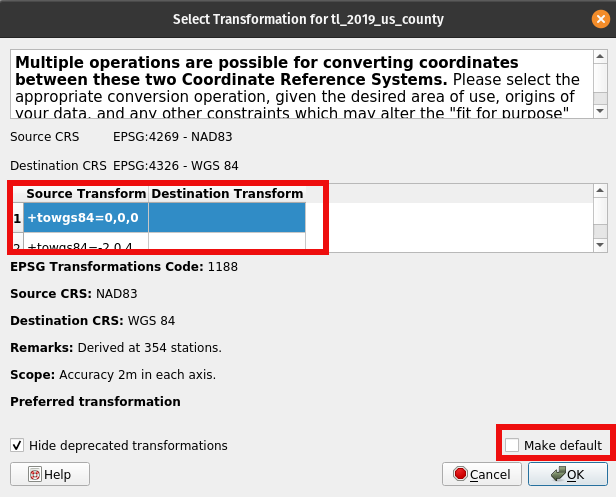 Select Transformation for tl_2019_us_county
Multiple operations are possible for converting coordinates
between these two Coordinate Reference Systems. Please select the
appropriate conversion operation, given the desired area of use, origins of
your data, and any other constraints which may alter the "fit for purpose"
Source CRS EPSG:4269 - NAD83
Destination CRS EPSG:4326 - WGS 84
Source Transform Destination Transform
1 +towgs84=0,0,0
2 +towgs84=-2,0,4
EPSG Transformations Code: 1188
Source CRS: NAD83
Destination CRS: WGS 84
Remarks: Derived at 354 stations.
Scope: Accuracy 2m in each axis.
Preferred transformation
Hide deprecated transformations Make default
Help Cancel OK